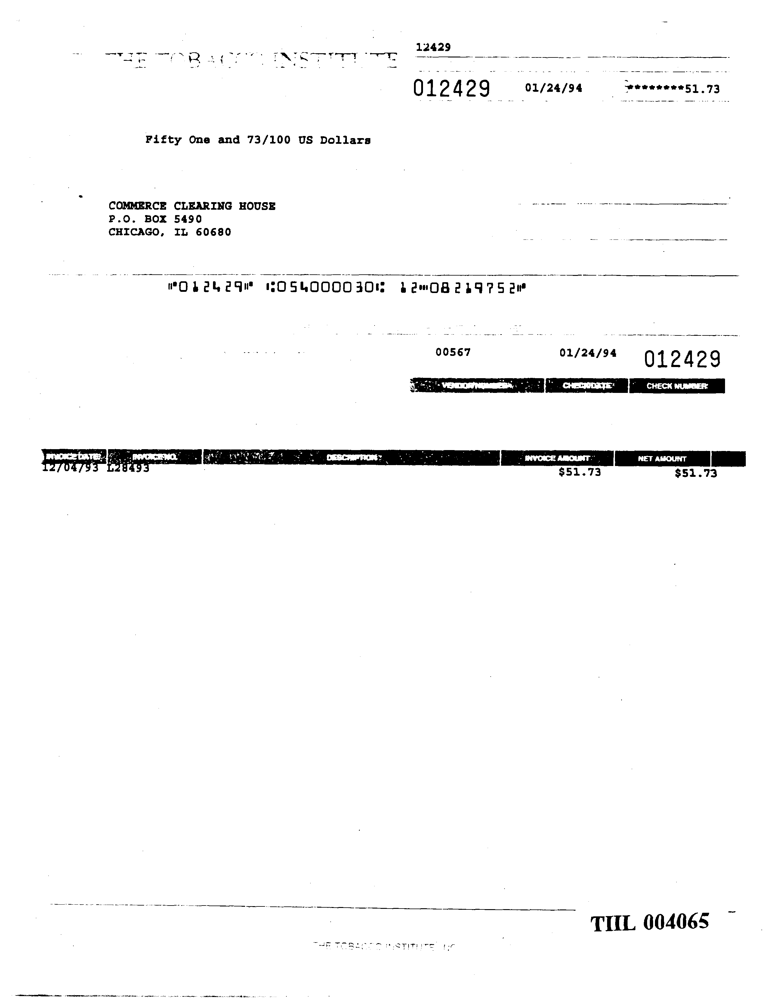 12429
THE TOBACCO INSTITUTE
012429 01/24/94 ********51.73
Fifty One and 73/100 US Dollars
COMMERCE CLEARING HOUSE
P.O. BOX 5490
CHICAGO, IL 60680
⑈012429⑈ ⑆054000030⑆ 12⑉08219752⑈
00567 01/24/94 012429
VENDOR NUMBER CHECK DATE CHECK NUMBER
INVOICE DATE INVOICE NO. DESCRIPTION INVOICE AMOUNT NET AMOUNT
12/04/93 L28493 $51.73 $51.73
TIIL 004065
THE TOBACCO INSTITUTE, INC